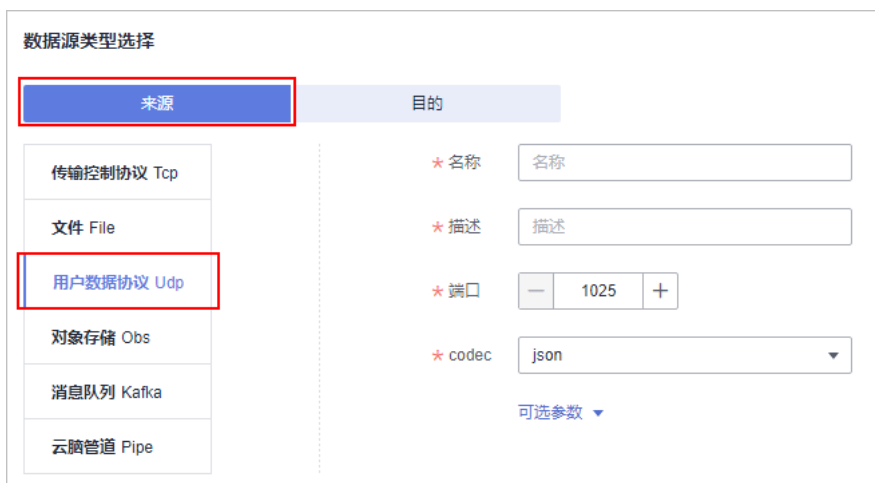 数据源类型选择
来源
目的
传输控制协议 Tcp
文件 File
用户数据协议 Udp
对象存储 Obs
消息队列 Kafka
云脑管道 Pipe
* 名称
名称
* 描述
描述
* 端口
— 1025 +
* codec
json
可选参数